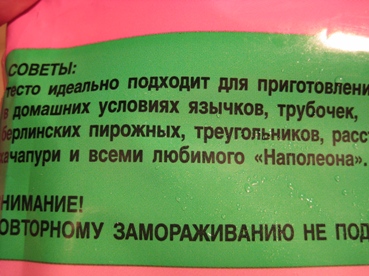 СОВЕТЫ:
тесто идеально подходит для приготовлени
в домашних условиях язычков, трубочек,
берлинских пирожных, треугольников, расс
хачапури и всеми любимого «Наполеона».
НИМАНИЕ!
ОВТОРНОМУ ЗАМОРАЖИВАНИЮ НЕ ПОД